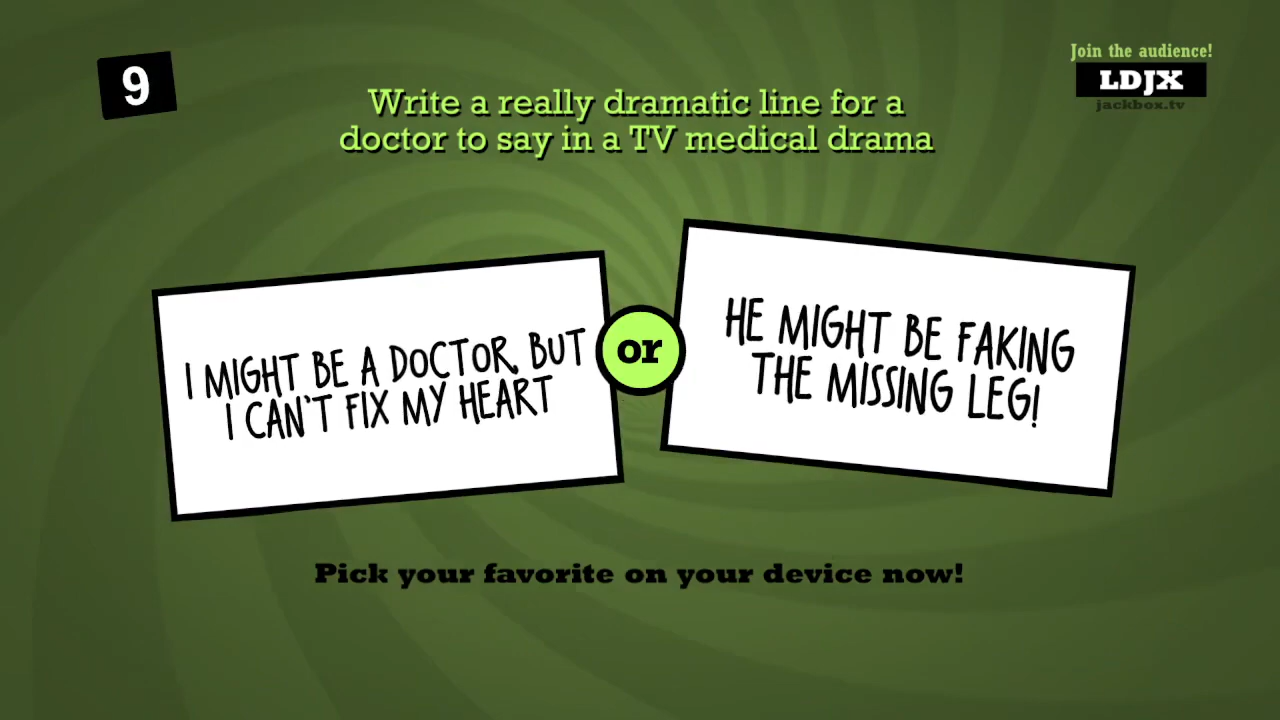 9
Join the audience!
LDJX
jackbox.tv
Write a really dramatic line for a
doctor to say in a TV medical drama
I MIGHT BE A DOCTOR, BUT
I CAN'T FIX MY HEART
or
HE MIGHT BE FAKING
THE MISSING LEG!
Pick your favorite on your device now!